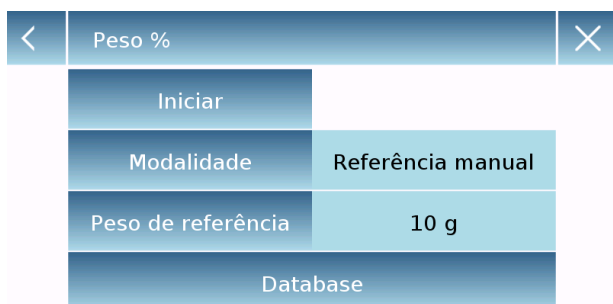 Peso %
Iniciar
Modalidade Referência manual
Peso de referência 10 g
Database